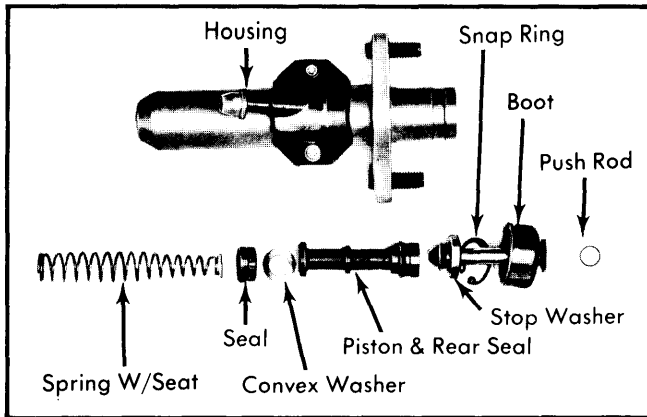 Housing
Snap Ring
Boot
Push Rod
Stop Washer
Seal
Piston & Rear Seal
Spring W/Seat
Convex Washer